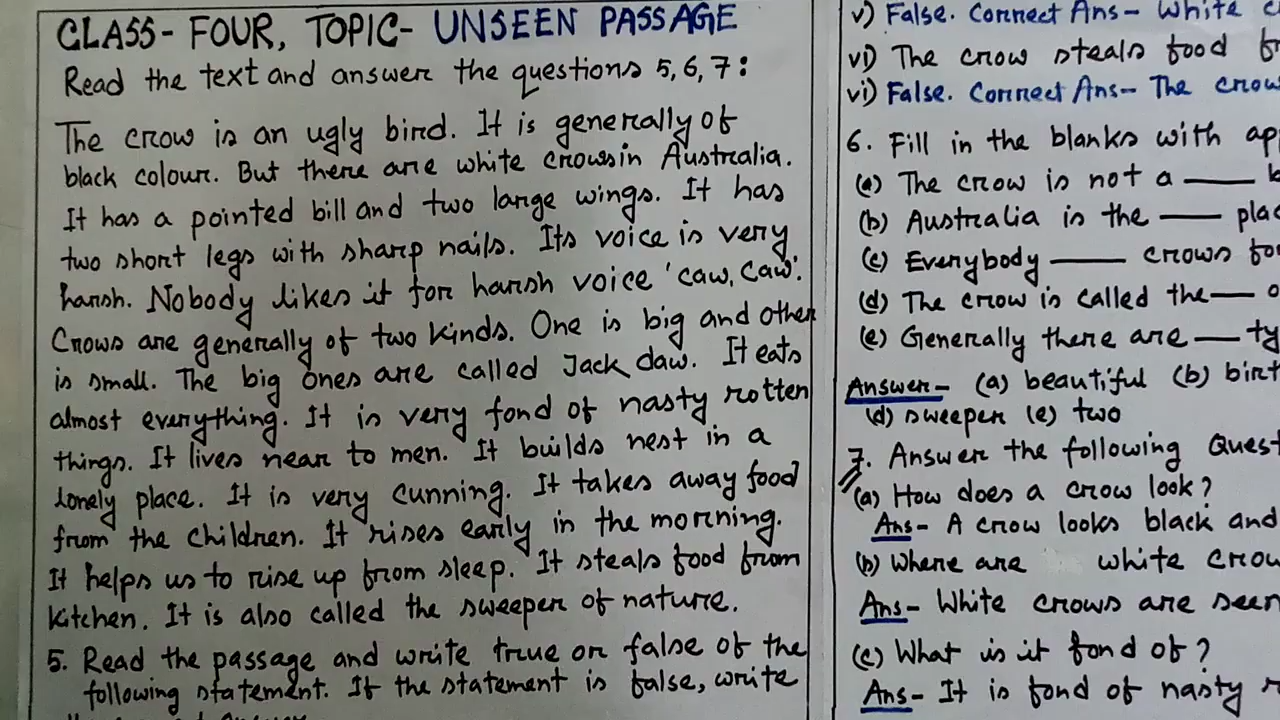 CLASS- FOUR, TOPIC- UNSEEN PASSAGE
Read the text and answer the questions 5, 6, 7:
The crow is an ugly bird. It is generally of
black colour. But there are white crows in Australia.
It has a pointed bill and two large wings. It has
two short legs with sharp nails. Its voice is very
harsh. Nobody likes it for harsh voice 'caw, caw'.
Crows are generally of two kinds. One is big and other
is small. The big ones are called Jack daw. It eats
almost everything. It is very fond of nasty rotten
things. It lives near to men. It builds nest in a
lonely place. It is very cunning. It takes away food
from the children. It rises early in the morning.
It helps us to rise up from sleep. It steals food from
kitchen. It is also called the sweeper of nature.
5. Read the passage and write true or false of the
following statement. If the statement is false, write
v) False. Correct Ans- White
vi) The crow steals food
vi) False. Correct Ans- The crow
6. Fill in the blanks with
(a) The crow is not a ___
(b) Australia is the ___
(c) Everybody ___ crows
(d) The crow is called the ___
(e) Generally there are ___
Answer- (a) beautiful (b)
(d) sweeper (e) two
7. Answer the following
(a) How does a crow look?
Ans- A crow looks black and
(b) Where are white
Ans- White crows are seen
(c) What is it fond of?
Ans- It is fond of nasty